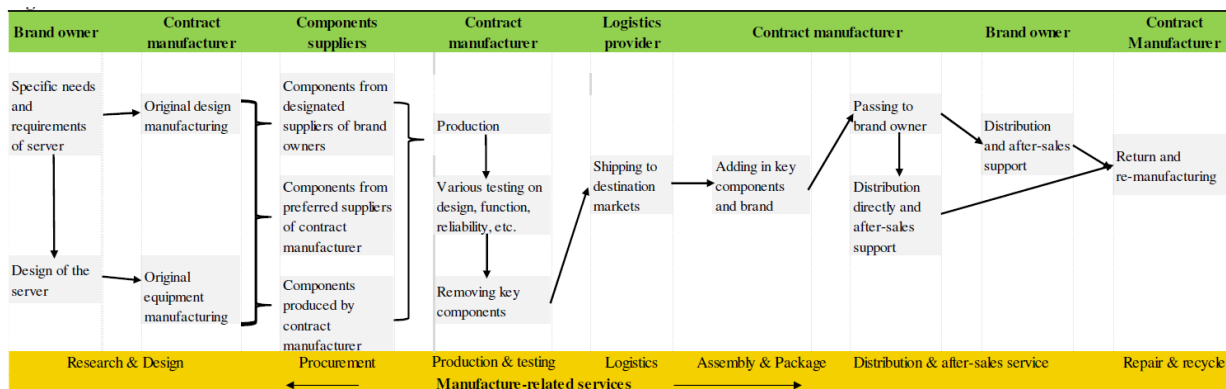 Brand owner
Contract
manufacturer
Components
suppliers
Contract
manufacturer
Logistics
provider
Contract manufacturer
Brand owner
Contract
Manufacturer
Specific needs
and
requirements
of server
Design of the
server
Original design
manufacturing
Original
equipment
manufacturing
Components from
designated
suppliers of brand
owners
Components from
preferred suppliers
of contract
manufacturer
Components
produced by
contract
manufacturer
Production
Various testing on
design, function,
reliability, etc.
Removing key
components
Shipping to
destination
markets
Adding in key
components
and brand
Passing to
brand owner
Distribution
directly and
after-sales
support
Distribution
and after-sales
support
Return and
re-manufacturing
Research & Design
Procurement
Production & testing
Logistics
Assembly & Package
Distribution & after-sales service
Repair & recycle
Manufacture-related services